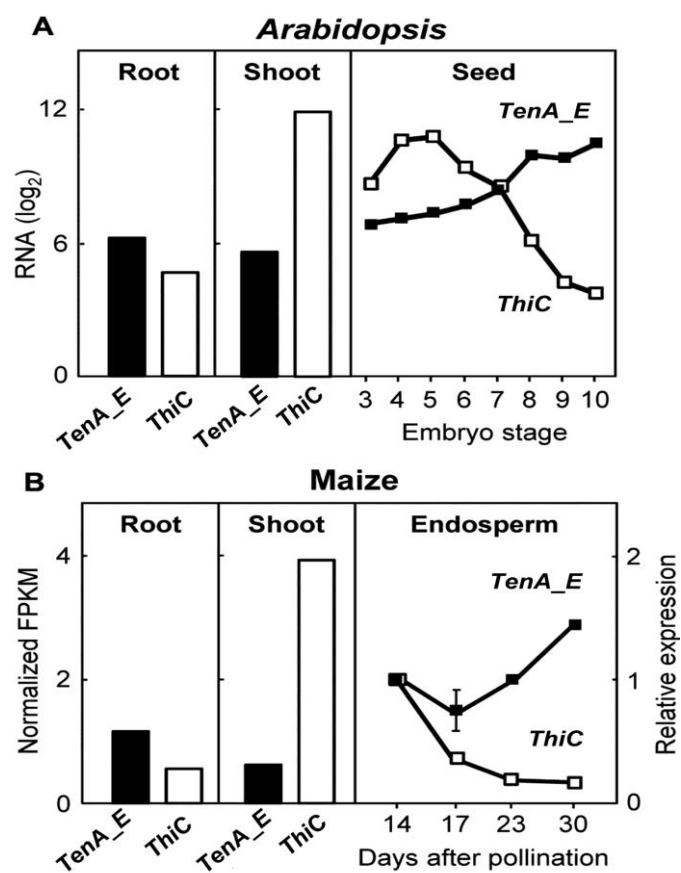 A Arabidopsis
Root Shoot Seed
12
6
0
RNA (log2)
TenA_E
ThiC
TenA_E ThiC TenA_E ThiC
3 4 5 6 7 8 9 10
Embryo stage
B Maize
Root Shoot Endosperm
4
2
0
Normalized FPKM
TenA_E
ThiC
2
1
0
Relative expression
TenA_E ThiC TenA_E ThiC
14 17 23 30
Days after pollination